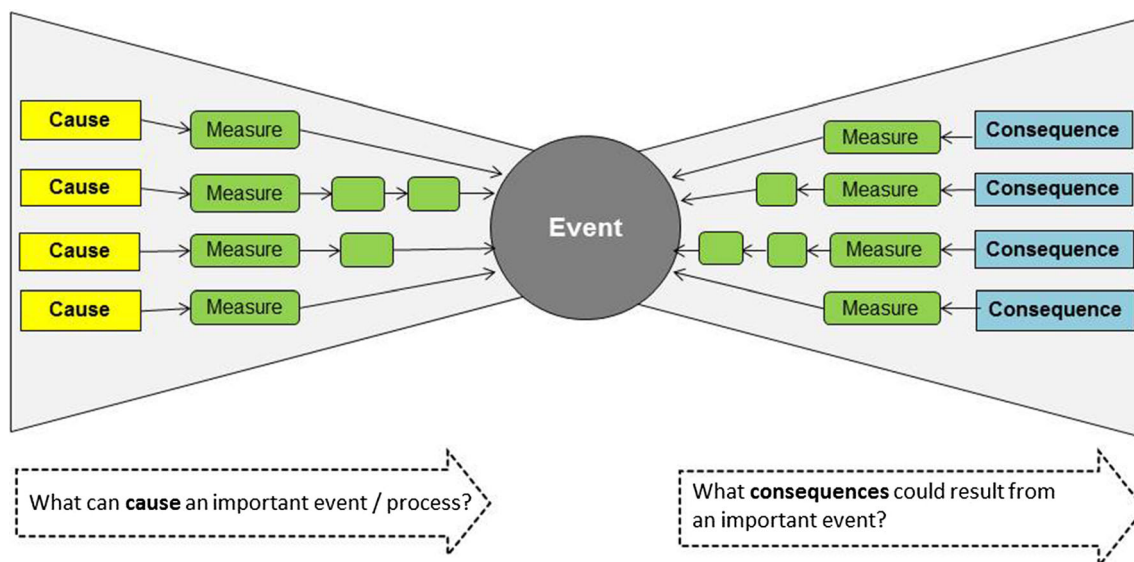 Cause
Measure
Measure
Consequence
Cause
Measure
Measure
Consequence
Event
Cause
Measure
Measure
Consequence
Cause
Measure
Measure
Consequence
What can cause an important event / process?
What consequences could result from
an important event?